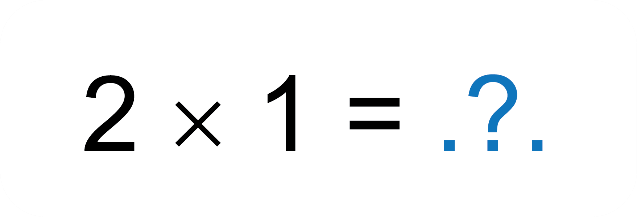 2 × 1 = .?.